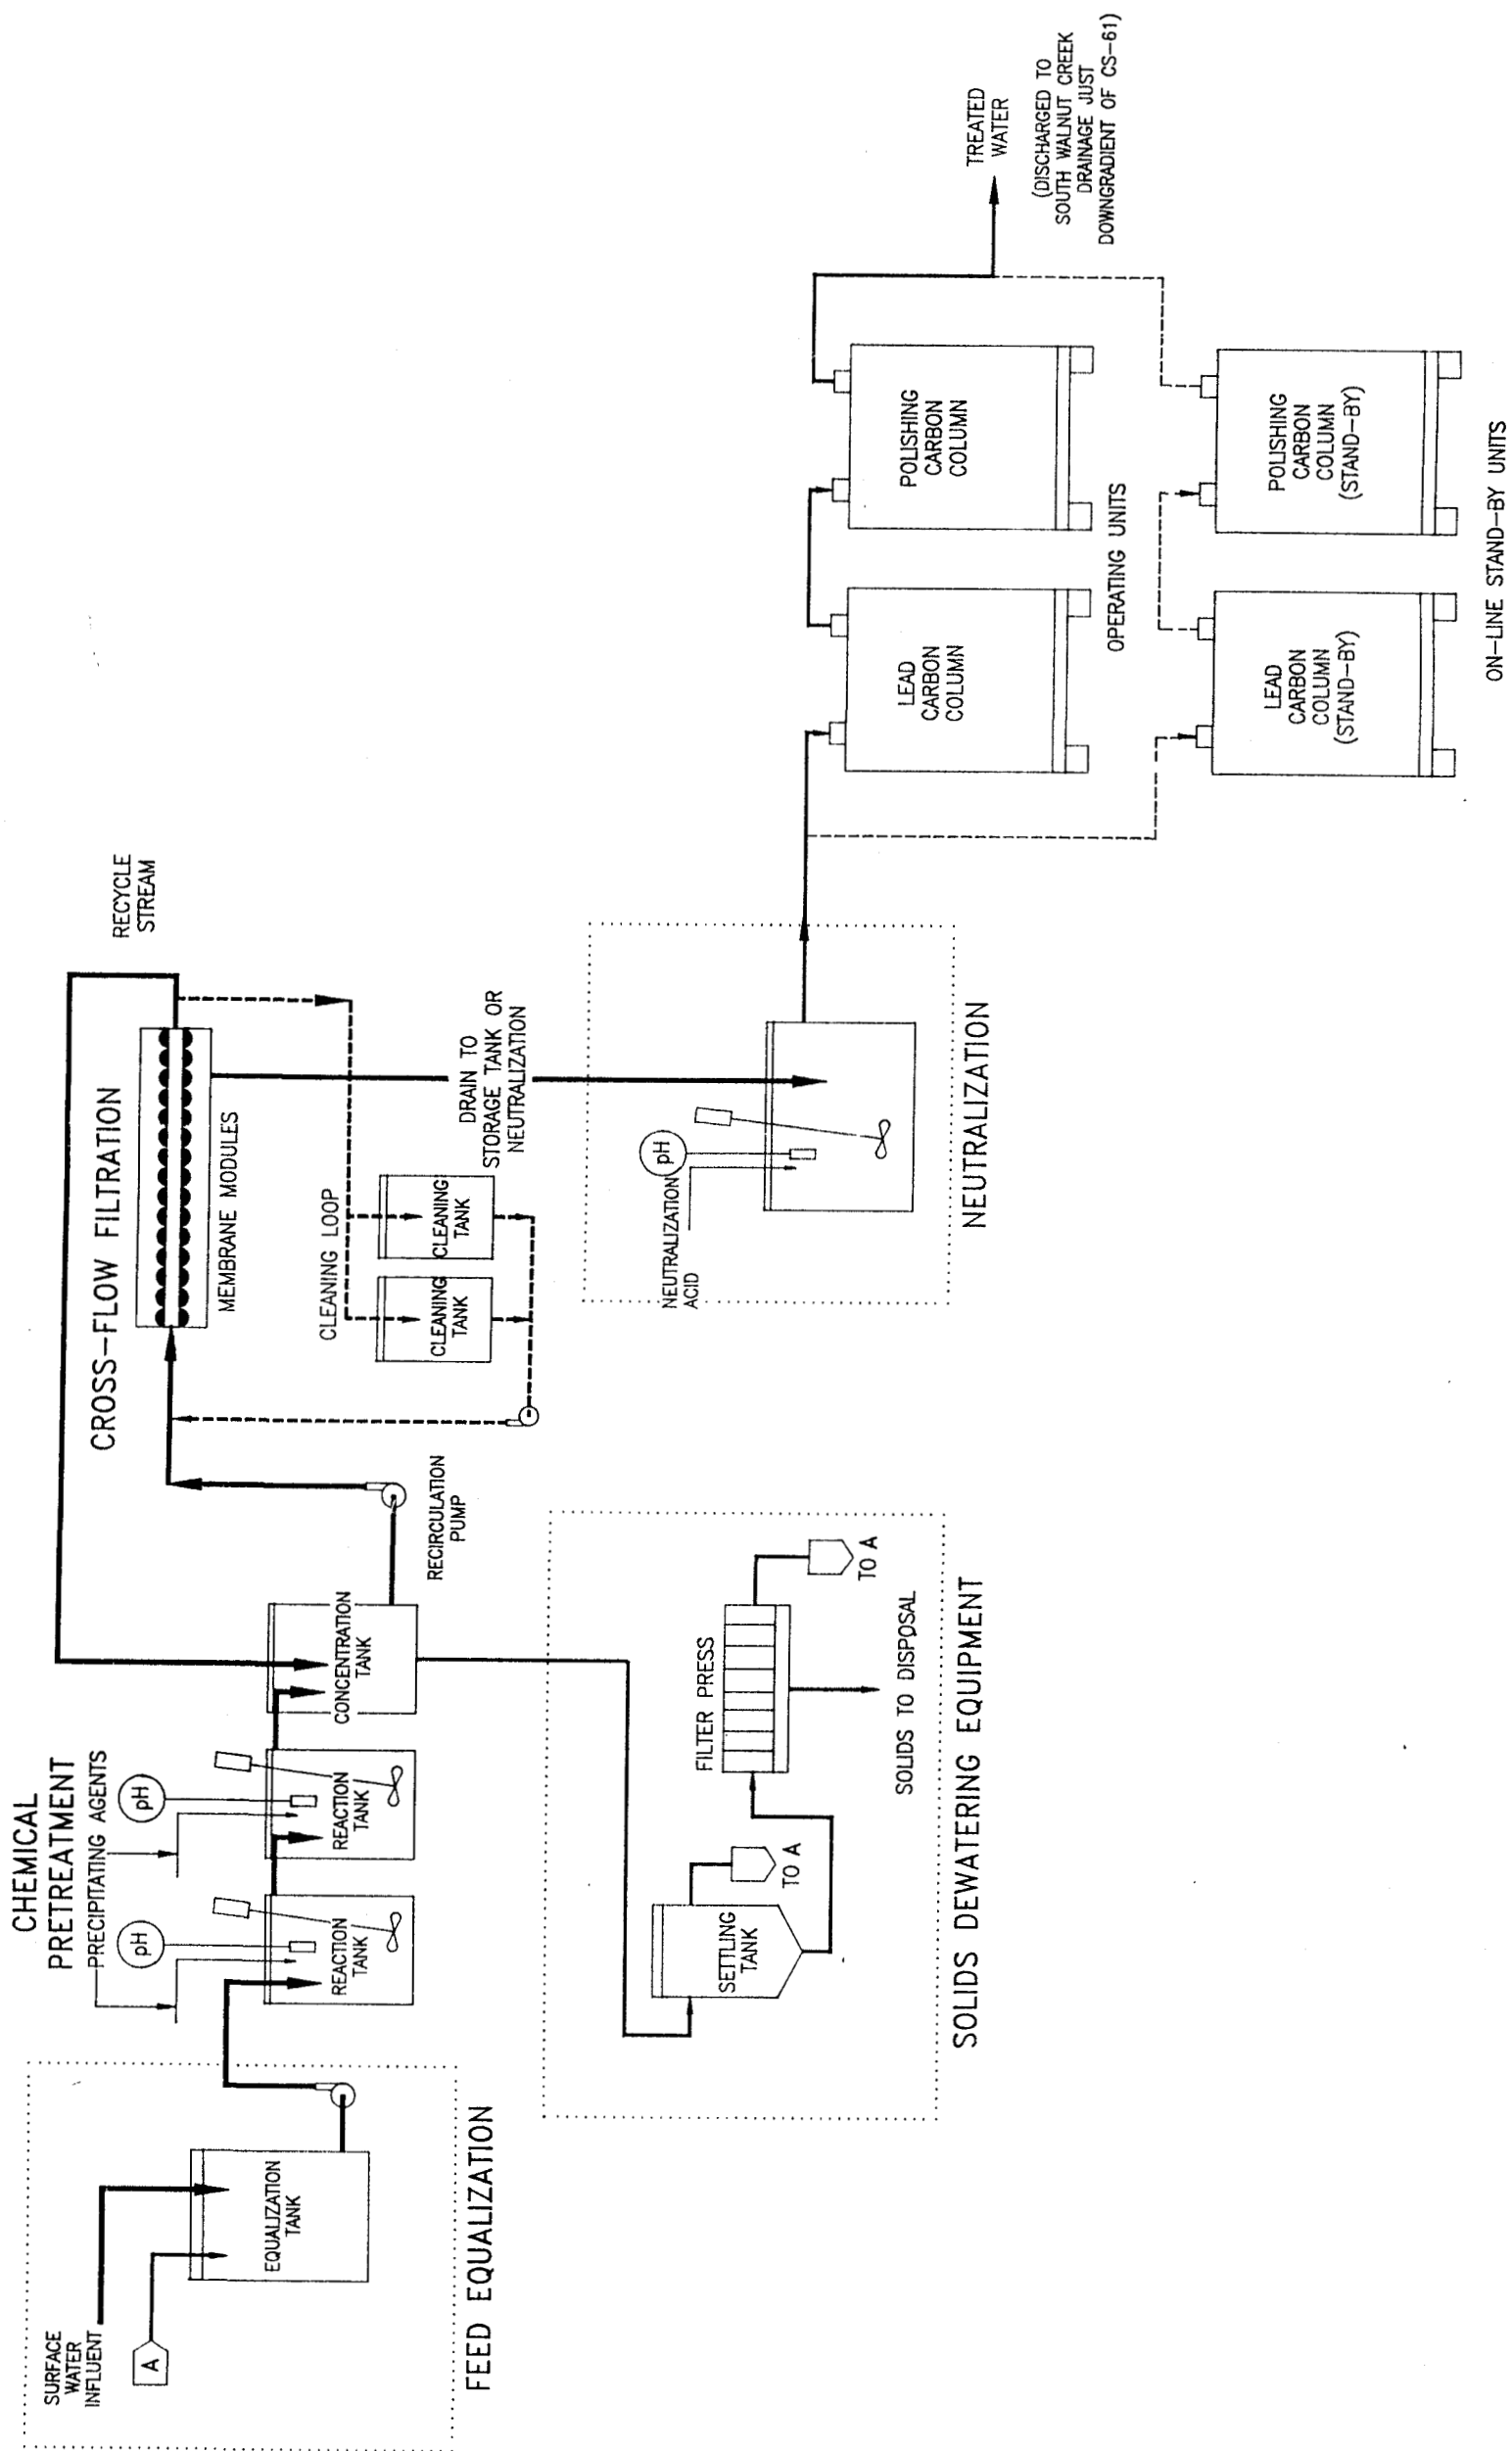 SURFACE
WATER
INFLUENT
A
EQUALIZATION
TANK
FEED EQUALIZATION
CHEMICAL
PRETREATMENT
PRECIPITATING AGENTS
pH
REACTION
TANK
pH
REACTION
TANK
CONCENTRATION
TANK
RECIRCULATION
PUMP
CROSS-FLOW FILTRATION
MEMBRANE MODULES
RECYCLE
STREAM
CLEANING LOOP
CLEANING
TANK
CLEANING
TANK
DRAIN TO
STORAGE TANK OR
NEUTRALIZATION
SETTLING
TANK
TO A
FILTER PRESS
TO A
SOLIDS TO DISPOSAL
SOLIDS DEWATERING EQUIPMENT
NEUTRALIZATION
ACID
pH
NEUTRALIZATION
LEAD
CARBON
COLUMN
POLISHING
CARBON
COLUMN
OPERATING UNITS
LEAD
CARBON
COLUMN
(STAND-BY)
POLISHING
CARBON
COLUMN
(STAND-BY)
ON-LINE STAND-BY UNITS
TREATED
WATER
(DISCHARGED TO
SOUTH WALNUT CREEK
DRAINAGE JUST
DOWNGRADIENT OF CS-61)